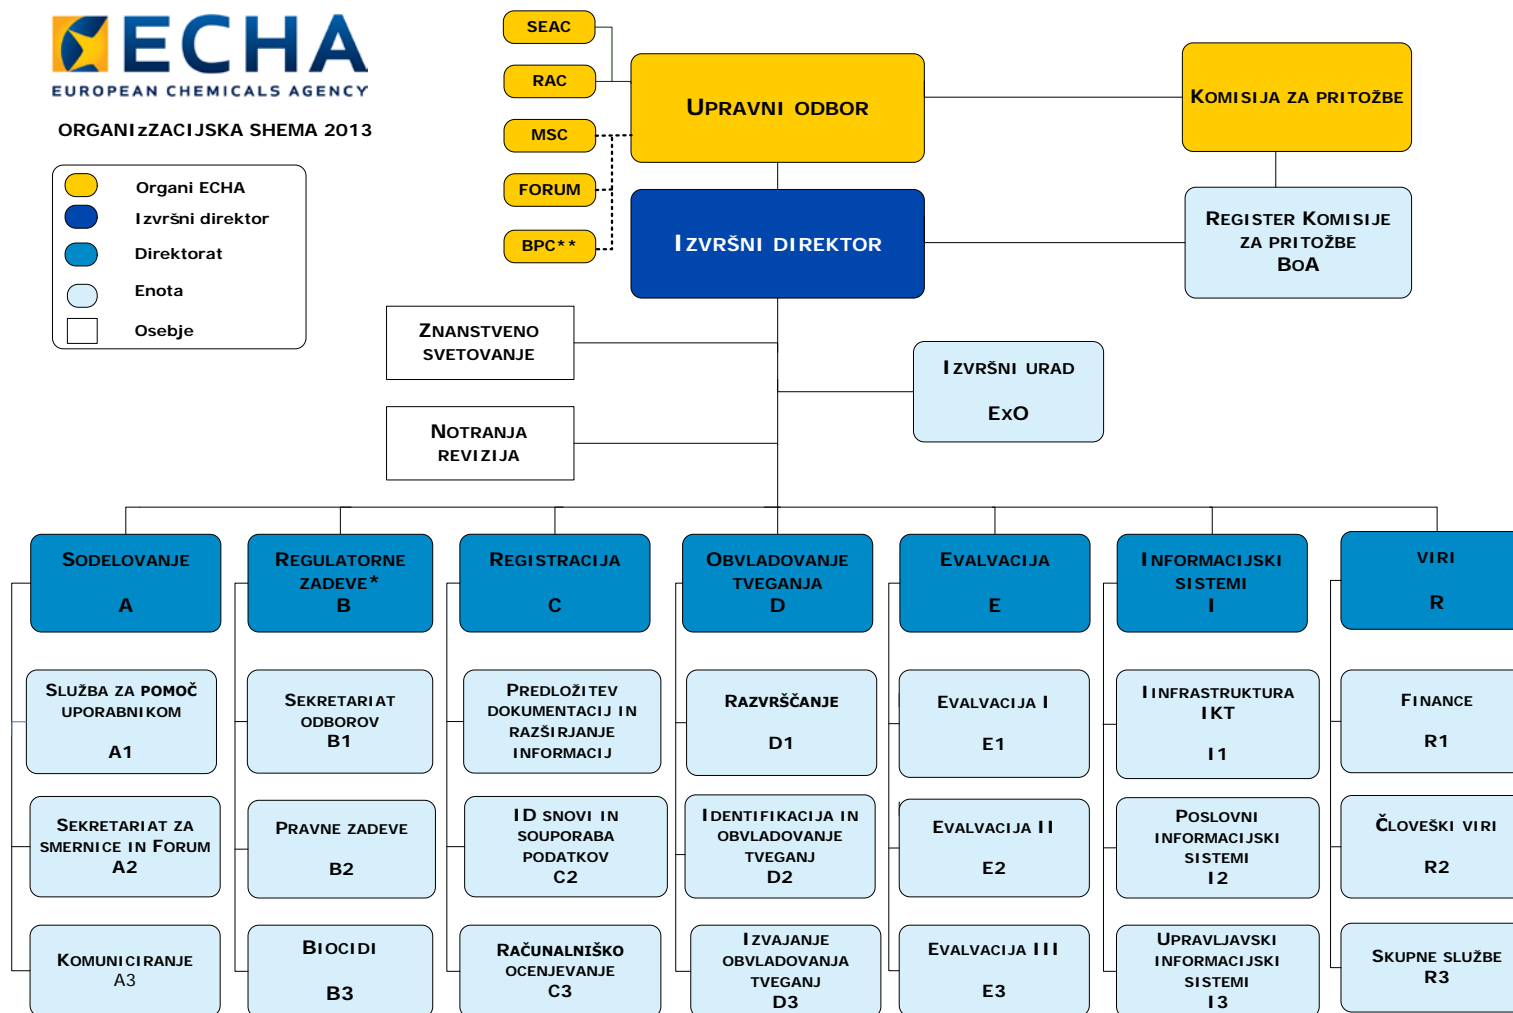 ECHA
EUROPEAN CHEMICALS AGENCY
ORGANIzZACIJSKA SHEMA 2013
Organi ECHA
Izvršni direktor
Direktorat
Enota
Osebje
SEAC
RAC
MSC
FORUM
BPC**
UPRAVNI ODBOR
KOMISIJA ZA PRITOŽBE
IZVRŠNI DIREKTOR
REGISTER KOMISIJE
ZA PRITOŽBE
BOA
ZNANSTVENO
SVETOVANJE
IZVRŠNI URAD
EXO
NOTRANJA
REVIZIJA
SODELOVANJE
A
REGULATORNE
ZADEVE*
B
REGISTRACIJA
C
OBVLADOVANJE
TVEGANJA
D
EVALVACIJA
E
INFORMACIJSKI
SISTEMI
I
VIRI
R
SLUŽBA ZA POMOČ
UPORABNIKOM
A1
SEKRETARIAT
ODBOROV
B1
PREDLOŽITEV
DOKUMENTACIJ IN
RAZŠIRJANJE
INFORMACIJ
RAZVRŠČANJE
D1
EVALVACIJA I
E1
IINFRASTRUKTURA
IKT
I1
FINANCE
R1
SEKRETARIAT ZA
SMERNICE IN FORUM
A2
PRAVNE ZADEVE
B2
ID SNOVI IN
SOUPORABA
PODATKOV
C2
IDENTIFIKACIJA IN
OBVLADOVANJE
TVEGANJ
D2
EVALVACIJA II
E2
POSLOVNI
INFORMACIJSKI
SISTEMI
I2
ČLOVEŠKI VIRI
R2
KOMUNICIRANJE
A3
BIOCIDI
B3
RAČUNALNIŠKO
OCENJEVANJE
C3
IZVAJANJE
OBVLADOVANJA
TVEGANJ
D3
EVALVACIJA III
E3
UPRAVLJAVSKI
INFORMACIJSKI
SISTEMI
I3
SKUPNE SLUŽBE
R3